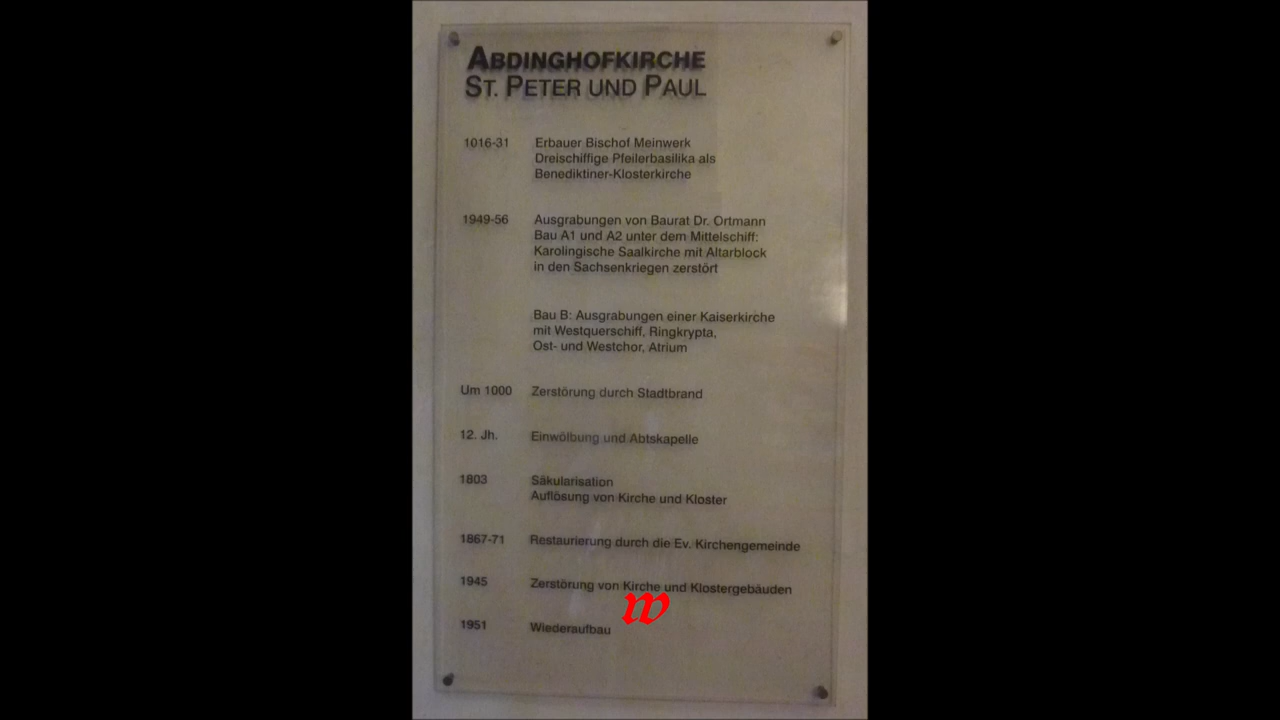 ABDINGHOFKIRCHE
ST. PETER UND PAUL
1016-31 Erbauer Bischof Meinwerk
Dreischiffige Pfeilerbasilika als
Benediktiner-Klosterkirche
1949-56 Ausgrabungen von Baurat Dr. Ortmann
Bau A1 und A2 unter dem Mittelschiff:
Karolingische Saalkirche mit Altarblock
in den Sachsenkriegen zerstört
Bau B: Ausgrabungen einer Kaiserkirche
mit Westquerschiff, Ringkrypta,
Ost- und Westchor, Atrium
Um 1000 Zerstörung durch Stadtbrand
12. Jh. Einwölbung und Abtskapelle
1803 Säkularisation
Auflösung von Kirche und Kloster
1867-71 Restaurierung durch die Ev. Kirchengemeinde
1945 Zerstörung von Kirche und Klostergebäuden
w
1951 Wiederaufbau